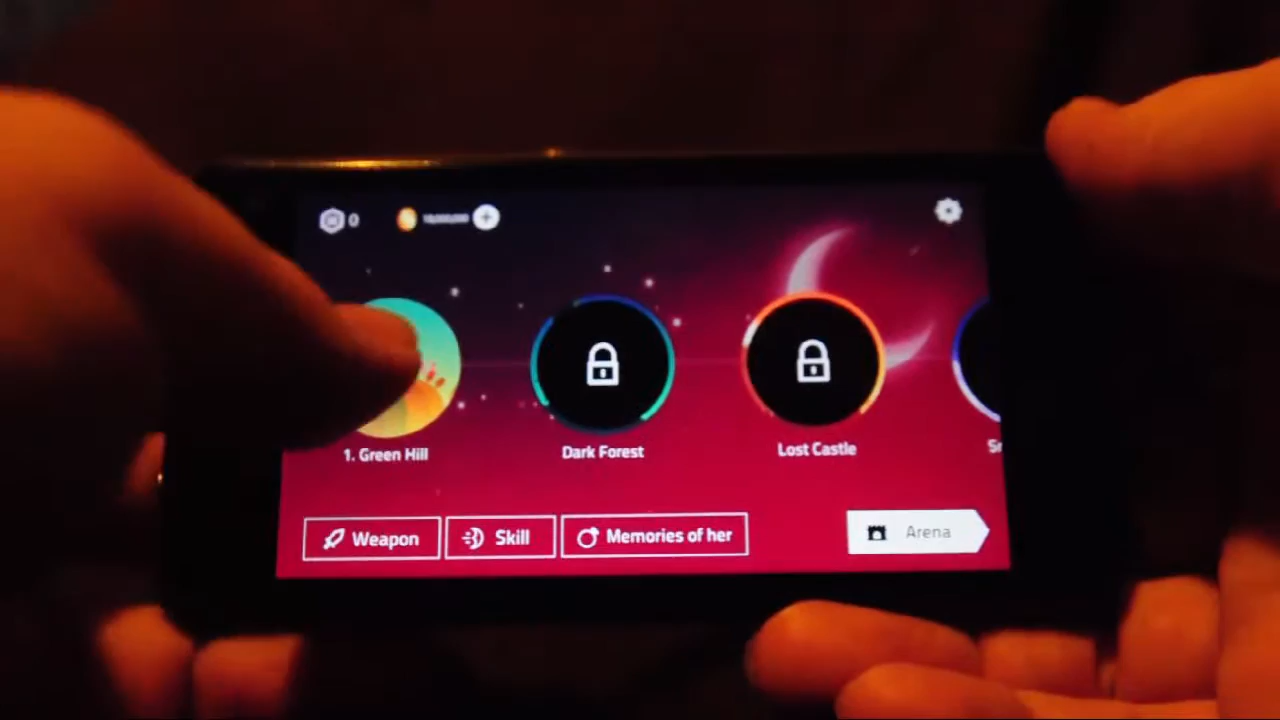 0
1. Green Hill
Dark Forest
Lost Castle
Weapon
Skill
Memories of her
Arena